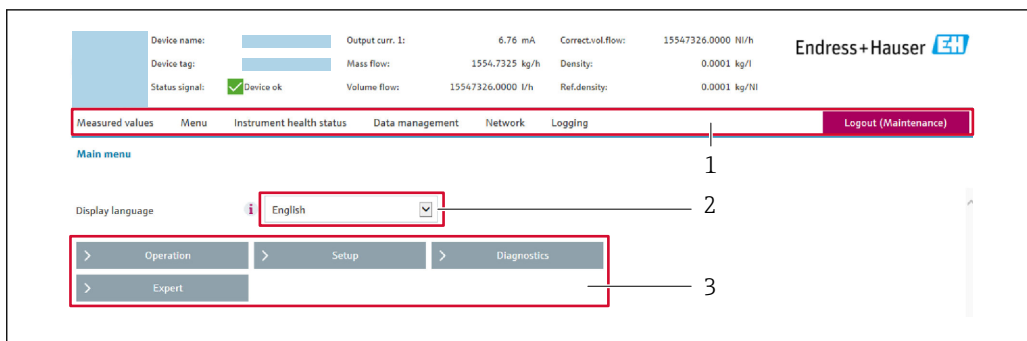 Device name: Output curr. 1: 6.76 mA Correct.vol.flow: 15547326.0000 Nl/h
Endress+Hauser EH
Device tag: Mass flow: 1554.7325 kg/h Density: 0.0001 kg/l
Status signal: Device ok Volume flow: 15547326.0000 l/h Ref.density: 0.0001 kg/Nl
Measured values Menu Instrument health status Data management Network Logging Logout (Maintenance)
1
Main menu
Display language i English 2
> Operation > Setup > Diagnostics
> Expert 3